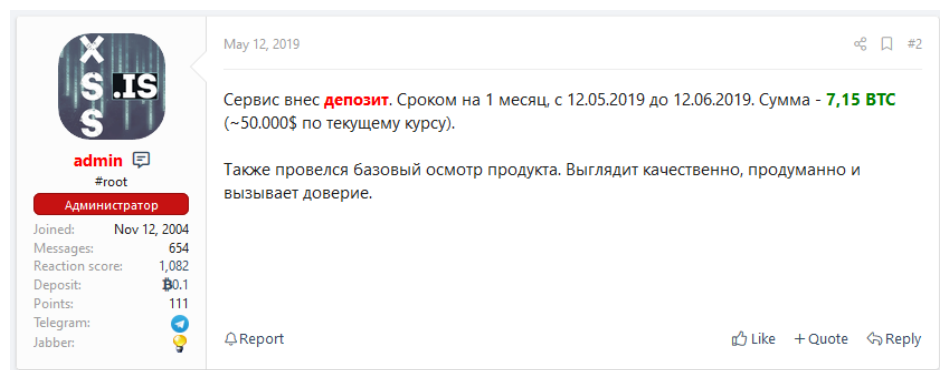 XSS.IS
May 12, 2019
#2
Сервис внес депозит. Сроком на 1 месяц, с 12.05.2019 до 12.06.2019. Сумма - 7,15 BTC
(~50.000$ по текущему курсу).
Также провелся базовый осмотр продукта. Выглядит качественно, продуманно и
вызывает доверие.
admin
#root
Администратор
Joined: Nov 12, 2004
Messages: 654
Reaction score: 1,082
Deposit: ₿0.1
Points: 111
Telegram:
Jabber:
Report
Like
Quote
Reply